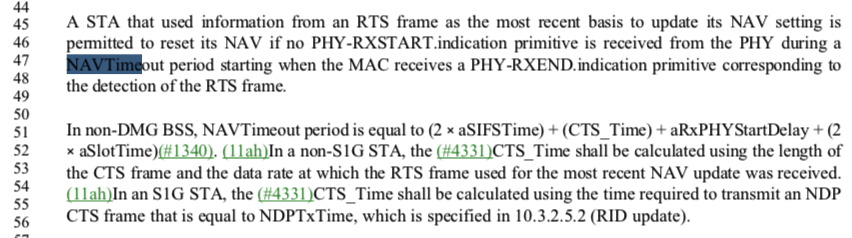 44
45 A STA that used information from an RTS frame as the most recent basis to update its NAV setting is
46 permitted to reset its NAV if no PHY-RXSTART.indication primitive is received from the PHY during a
47 NAVTimeout period starting when the MAC receives a PHY-RXEND.indication primitive corresponding to
48 the detection of the RTS frame.
49
50
51 In non-DMG BSS, NAVTimeout period is equal to (2 × aSIFSTime) + (CTS_Time) + aRxPHYStartDelay + (2
52 × aSlotTime)(#1340). (11ah)In a non-S1G STA, the (#4331)CTS_Time shall be calculated using the length of
53 the CTS frame and the data rate at which the RTS frame used for the most recent NAV update was received.
54 (11ah)In an S1G STA, the (#4331)CTS_Time shall be calculated using the time required to transmit an NDP
55 CTS frame that is equal to NDPTxTime, which is specified in 10.3.2.5.2 (RID update).
56